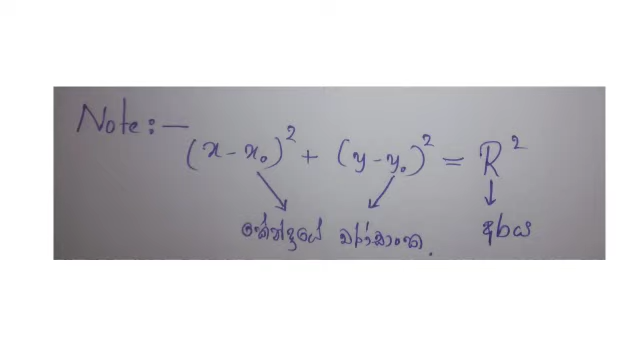 Note:-
(x - x₀)² + (y - y₀)² = R²
කේන්ද්‍රයේ ඛණ්ඩාංක. අරය